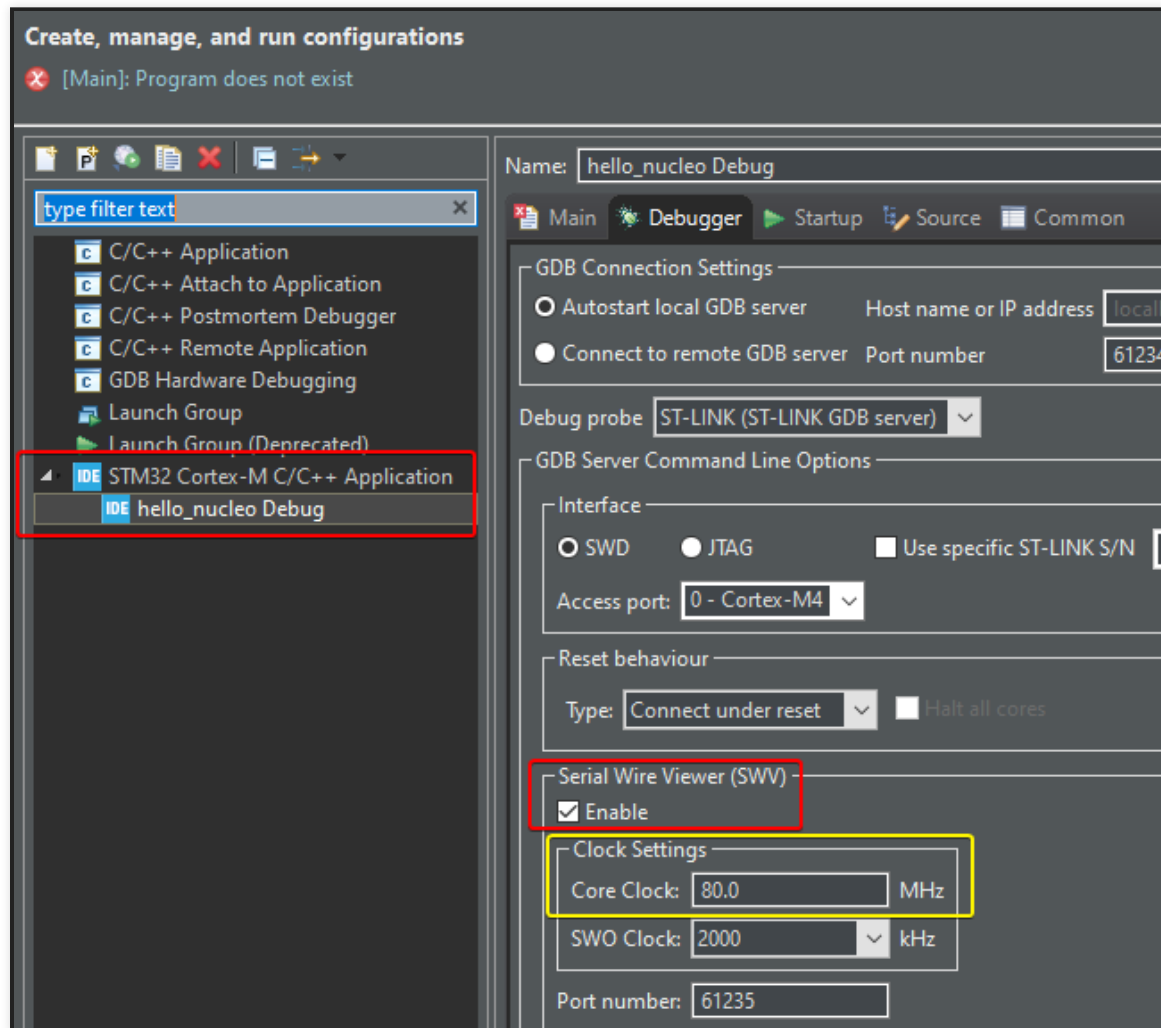 Create, manage, and run configurations
[Main]: Program does not exist
type filter text
C/C++ Application
C/C++ Attach to Application
C/C++ Postmortem Debugger
C/C++ Remote Application
GDB Hardware Debugging
Launch Group
Launch Group (Deprecated)
IDE STM32 Cortex-M C/C++ Application
IDE hello_nucleo Debug
Name: hello_nucleo Debug
Main Debugger Startup Source Common
GDB Connection Settings
Autostart local GDB server Host name or IP address
Connect to remote GDB server Port number 61234
Debug probe ST-LINK (ST-LINK GDB server)
GDB Server Command Line Options
Interface
SWD JTAG Use specific ST-LINK S/N
Access port: 0 - Cortex-M4
Reset behaviour
Type: Connect under reset Halt all cores
Serial Wire Viewer (SWV)
Enable
Clock Settings
Core Clock: 80.0 MHz
SWO Clock: 2000 kHz
Port number: 61235